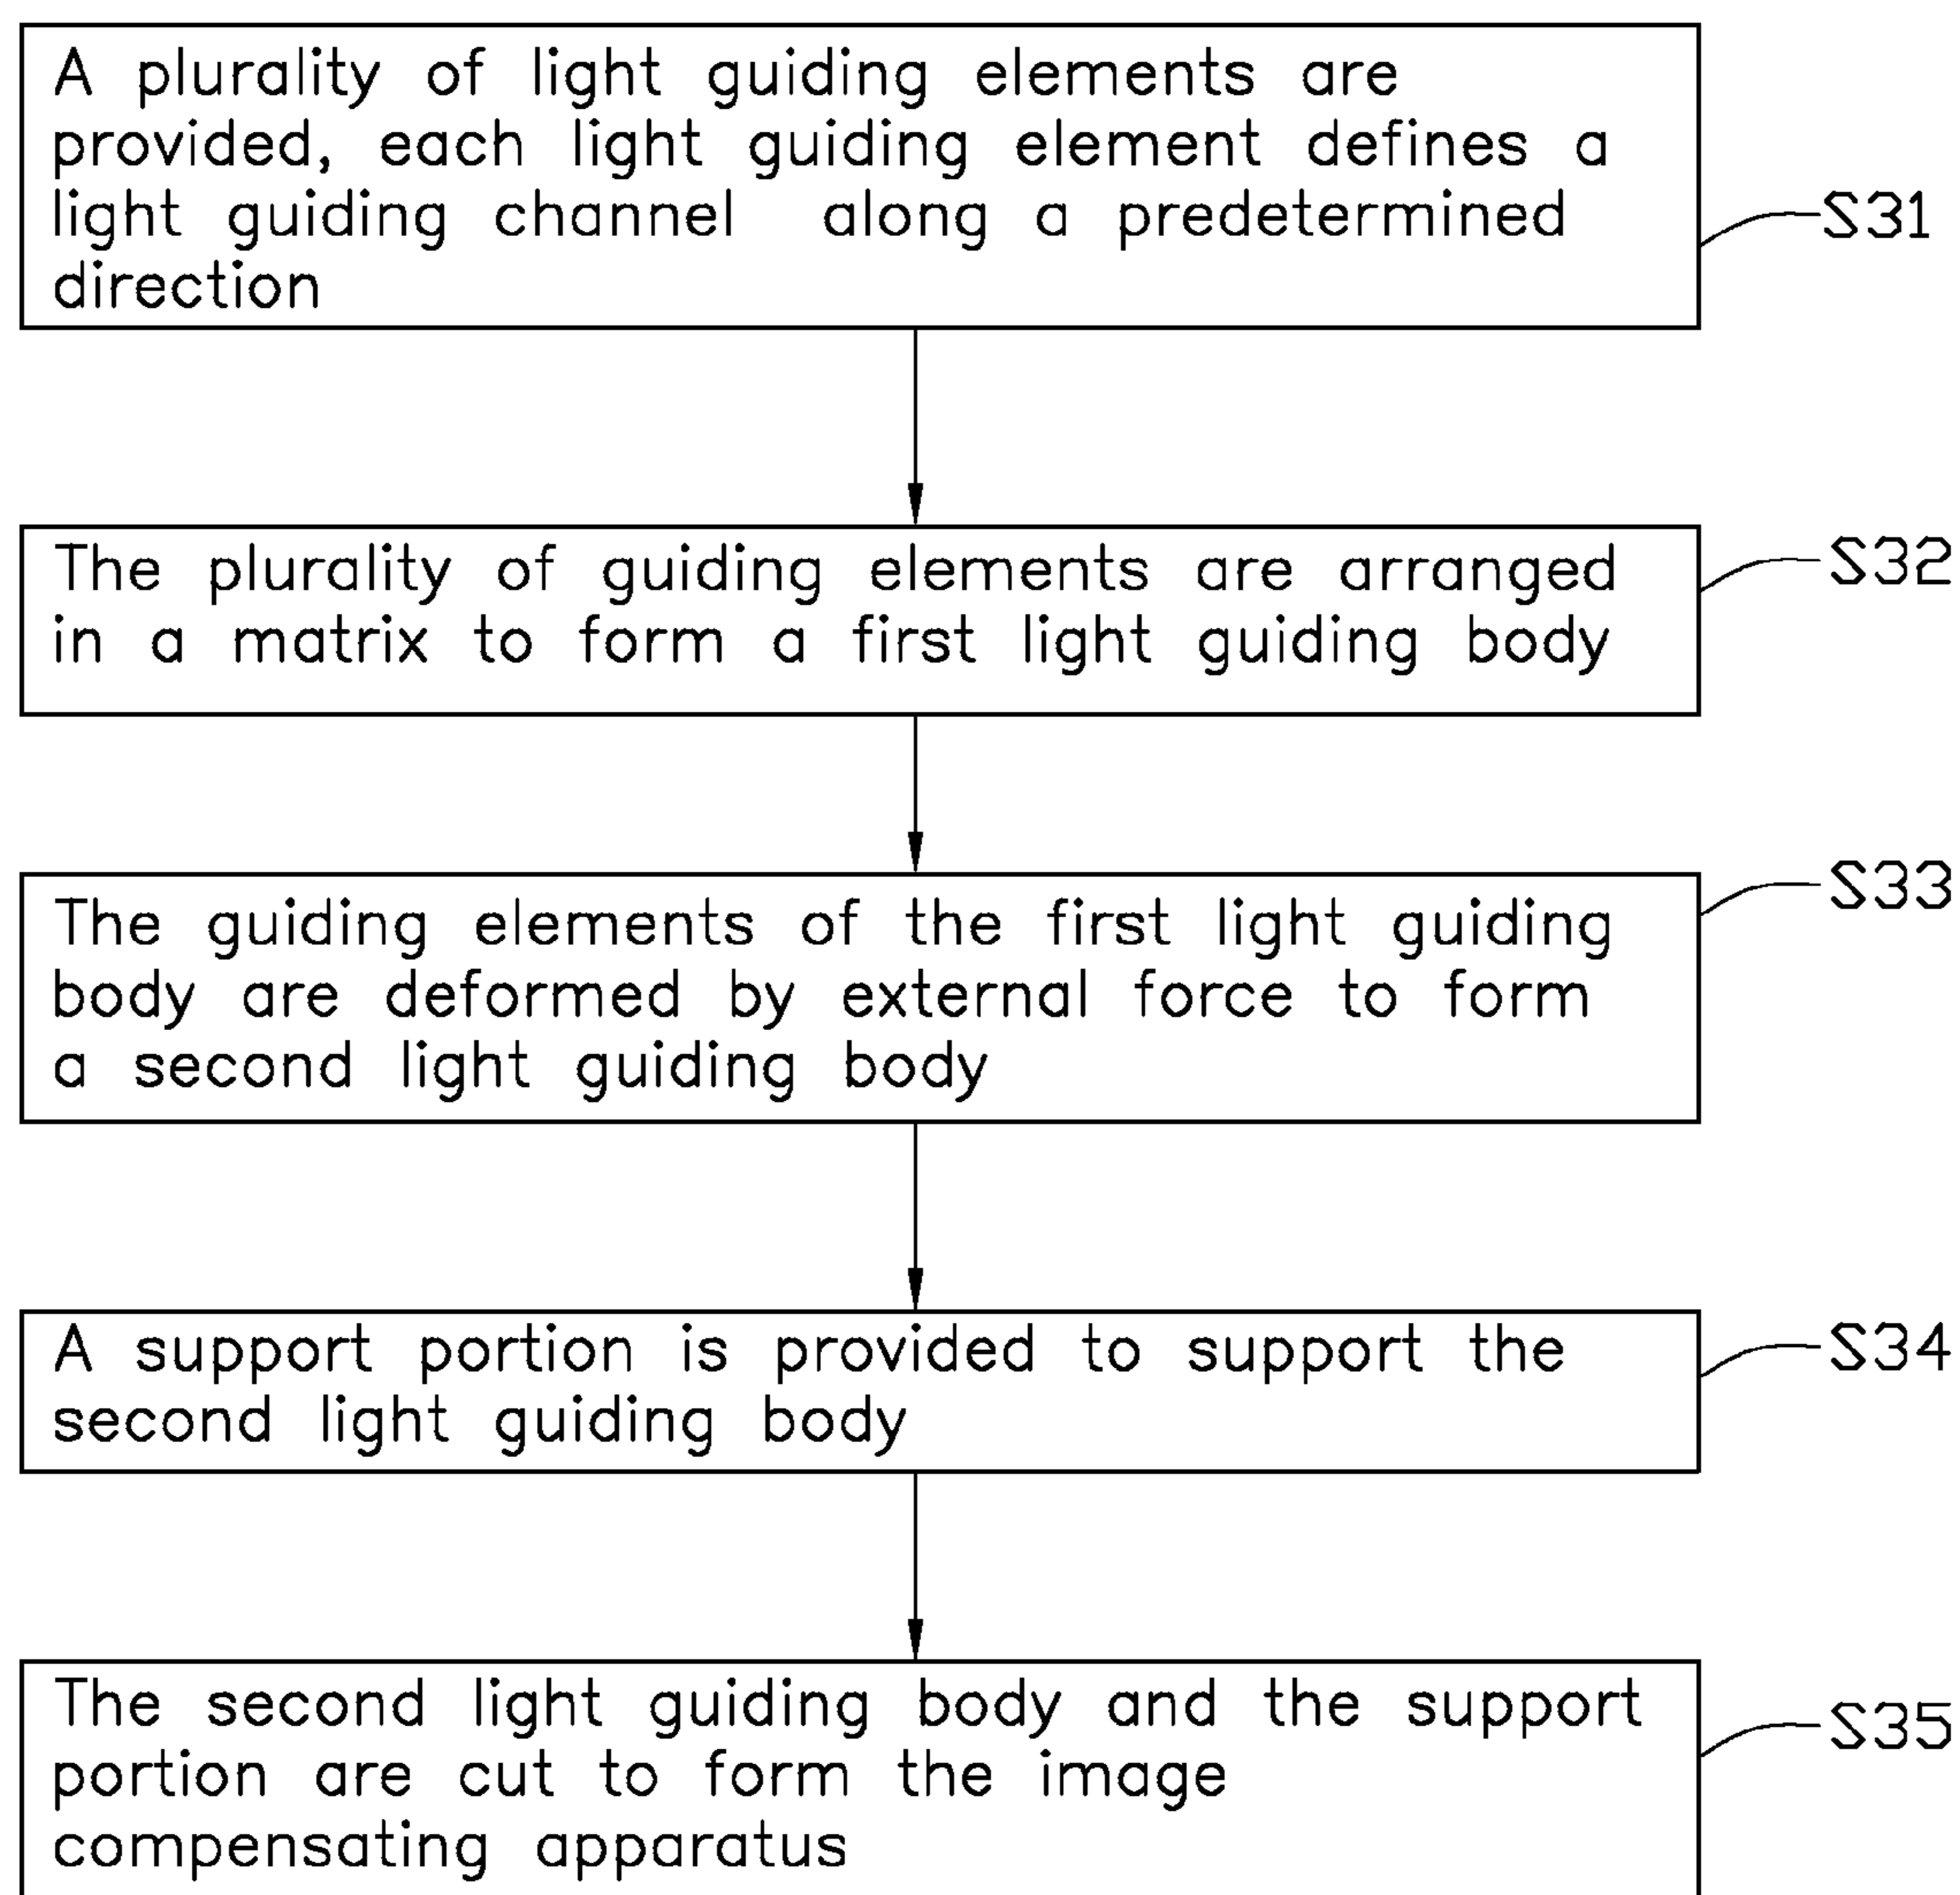 A plurality of light guiding elements are
provided, each light guiding element defines a
light guiding channel along a predetermined
direction
S31
The plurality of guiding elements are arranged
in a matrix to form a first light guiding body
S32
The guiding elements of the first light guiding
body are deformed by external force to form
a second light guiding body
S33
A support portion is provided to support the
second light guiding body
S34
The second light guiding body and the support
portion are cut to form the image
compensating apparatus
S35